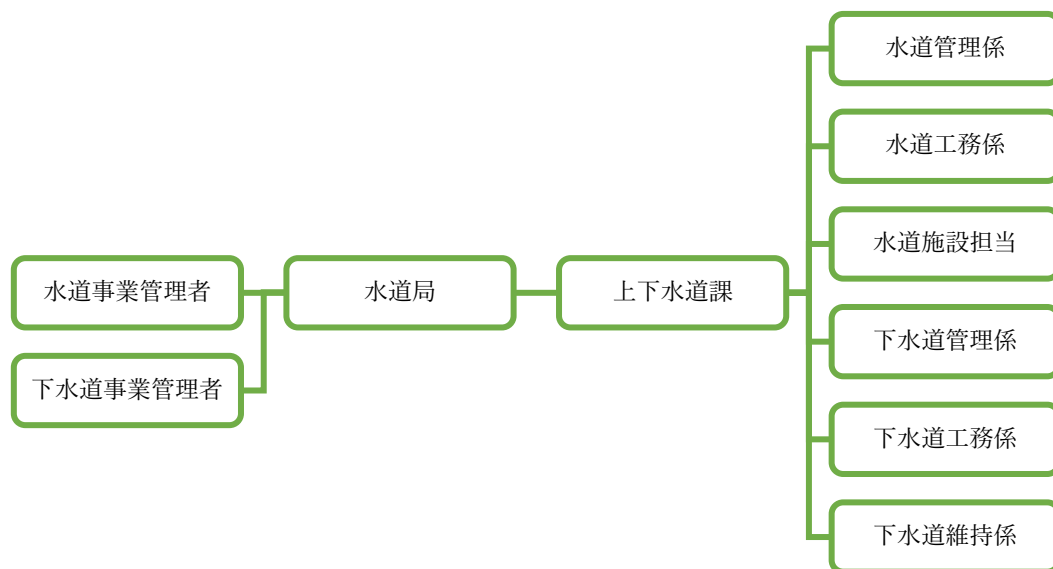 水道事業管理者
下水道事業管理者
水道局
上下水道課
水道管理係
水道工務係
水道施設担当
下水道管理係
下水道工務係
下水道維持係